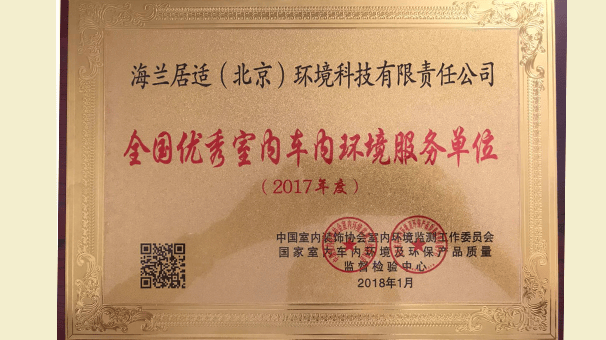 海兰居适（北京）环境科技有限责任公司
全国优秀室内车内环境服务单位
（2017年度）
中国室内装饰协会室内环境监测工作委员会
国家室内车内环境及环保产品质量
监督检验中心
2018年1月